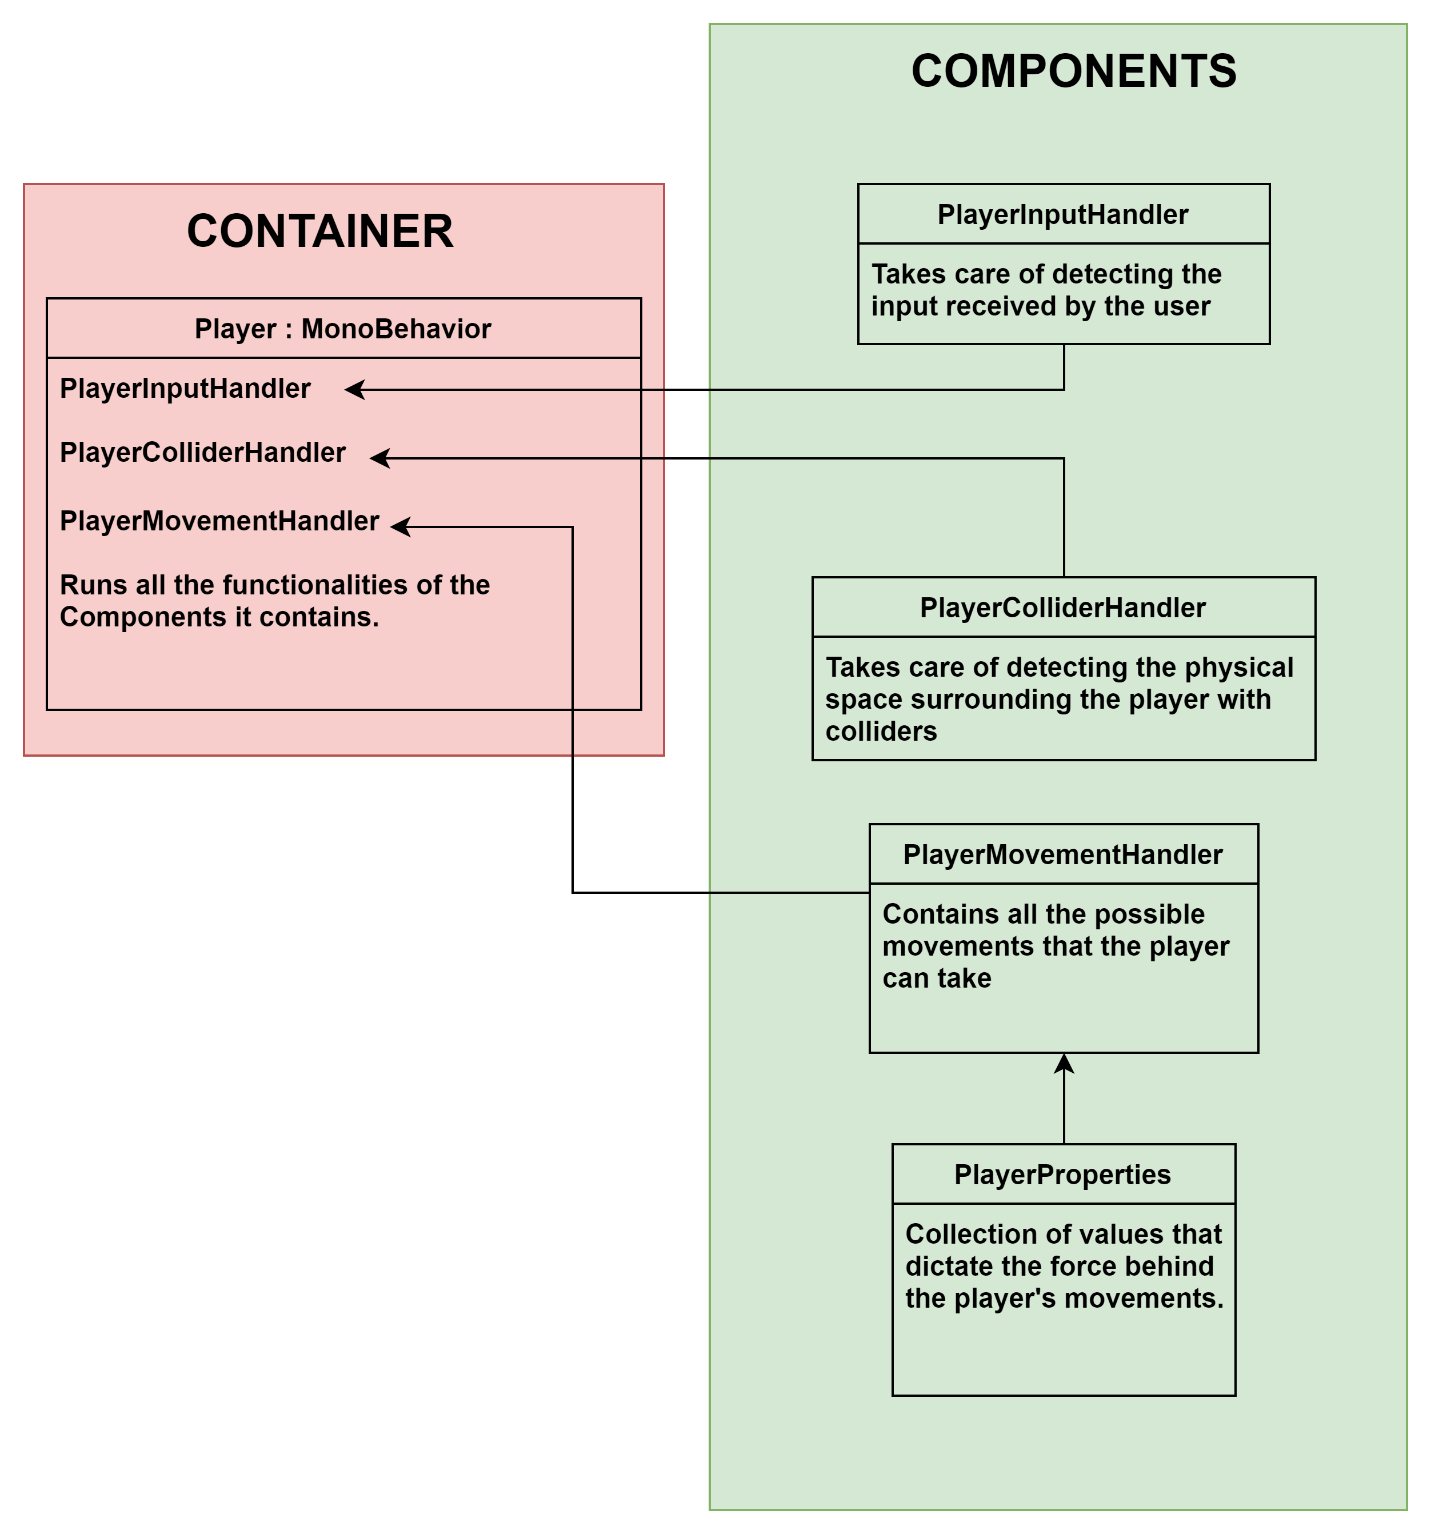 CONTAINER
Player : MonoBehavior
PlayerInputHandler
PlayerColliderHandler
PlayerMovementHandler
Runs all the functionalities of the
Components it contains.
COMPONENTS
PlayerInputHandler
Takes care of detecting the
input received by the user
PlayerColliderHandler
Takes care of detecting the physical
space surrounding the player with
colliders
PlayerMovementHandler
Contains all the possible
movements that the player
can take
PlayerProperties
Collection of values that
dictate the force behind
the player's movements.